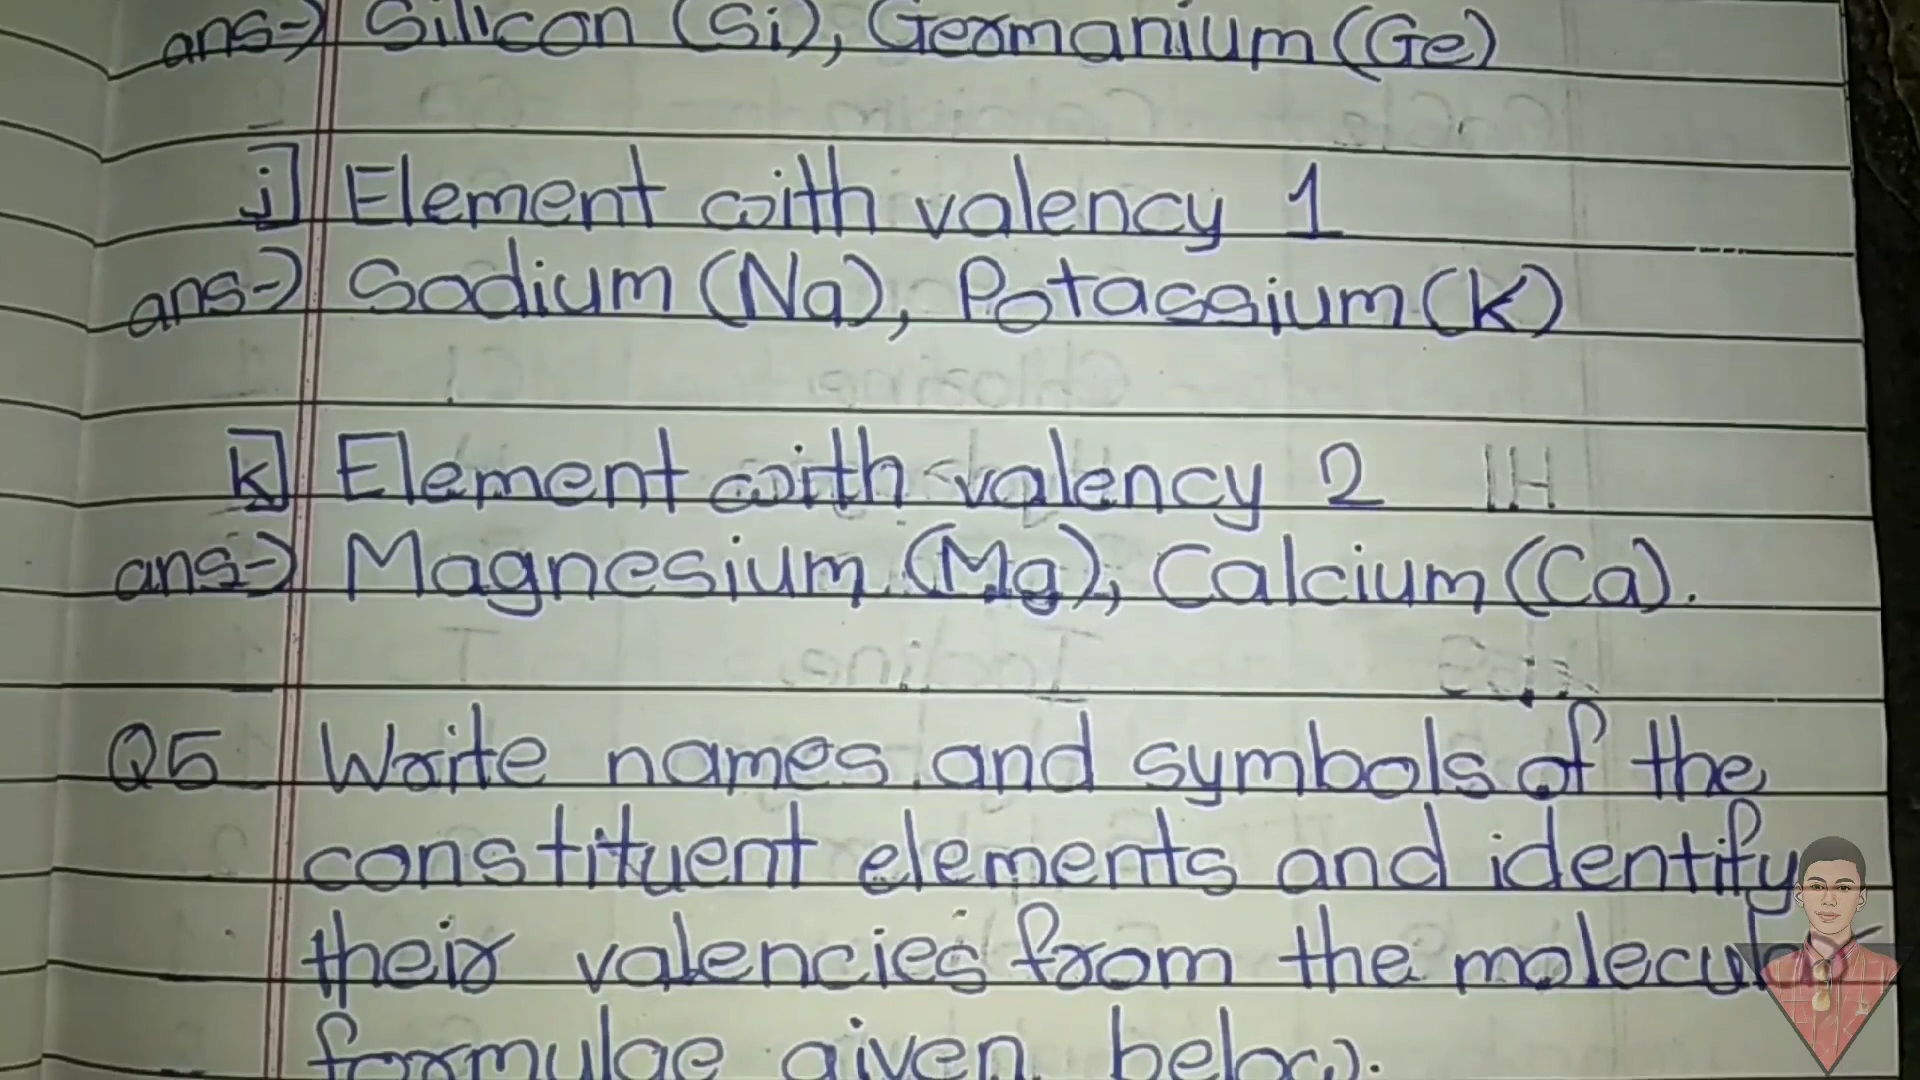 ans→ Silicon (Si), Germanium (Ge)
j] Element with valency 1
ans→ Sodium (Na), Potassium (K)
k] Element with valency 2
ans→ Magnesium (Mg), Calcium (Ca).
Q5 Write names and symbols of the
constituent elements and identify
their valencies from the molecular
formulae given below.